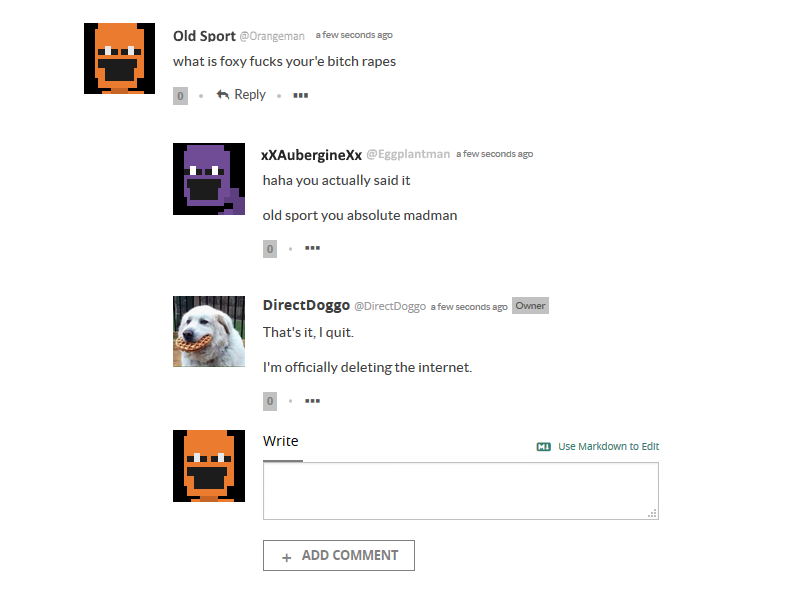 Old Sport @Orangeman a few seconds ago
what is foxy fucks your'e bitch rapes
0 • Reply • •••
xXAubergineXx @Eggplantman a few seconds ago
haha you actually said it
old sport you absolute madman
0 • •••
DirectDoggo @DirectDoggo a few seconds ago Owner
That's it, I quit.
I'm officially deleting the internet.
0 • •••
Write
MI Use Markdown to Edit
+ ADD COMMENT